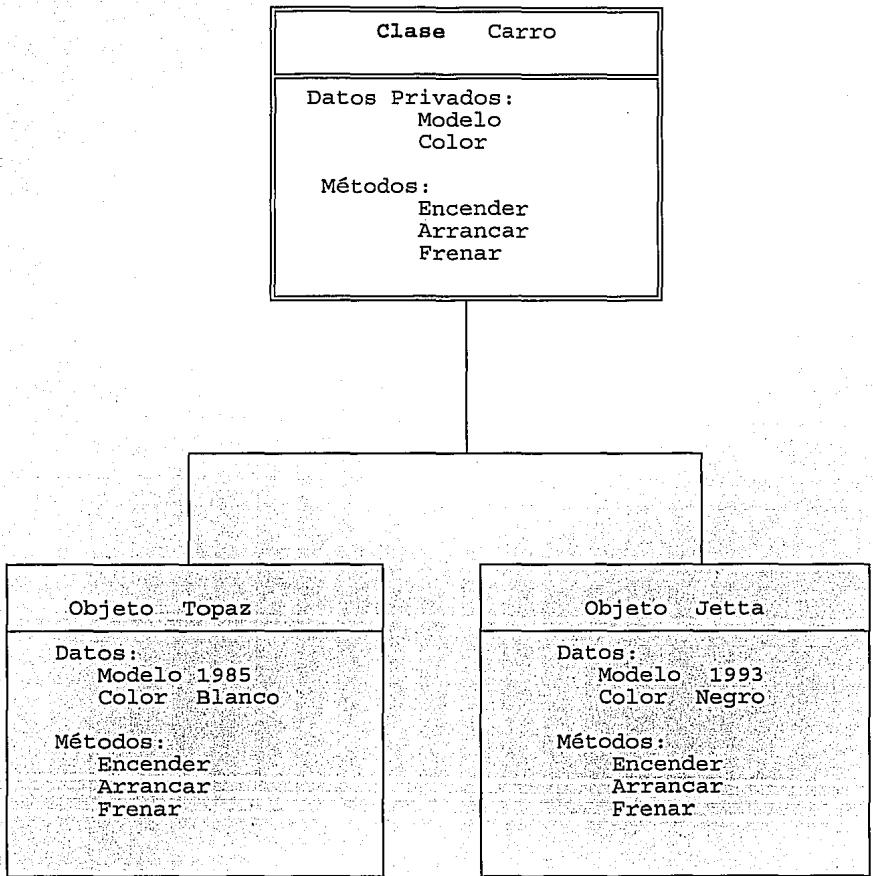 Clase Carro
Datos Privados:
Modelo
Color
Métodos:
Encender
Arrancar
Frenar
Objeto Topaz
Datos:
Modelo 1985
Color Blanco
Métodos:
Encender
Arrancar
Frenar
Objeto Jetta
Datos:
Modelo 1993
Color Negro
Métodos:
Encender
Arrancar
Frenar